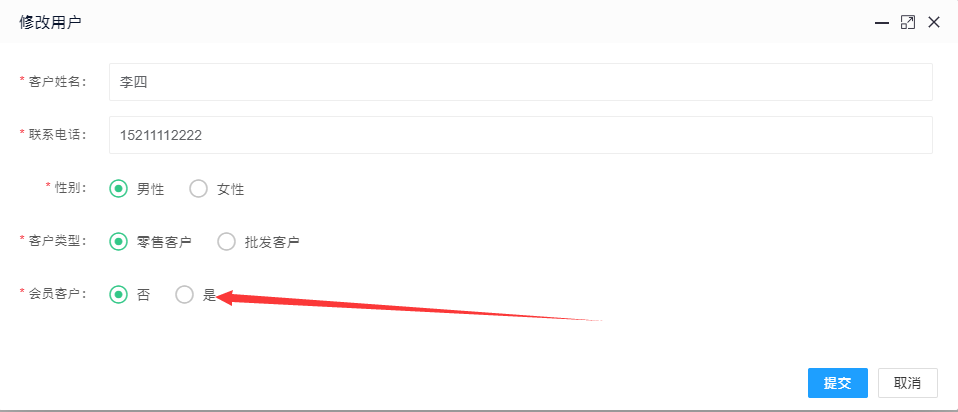 修改用户
* 客户姓名: 李四
* 联系电话: 15211112222
* 性别: 男性 女性
* 客户类型: 零售客户 批发客户
* 会员客户: 否 是
提交 取消